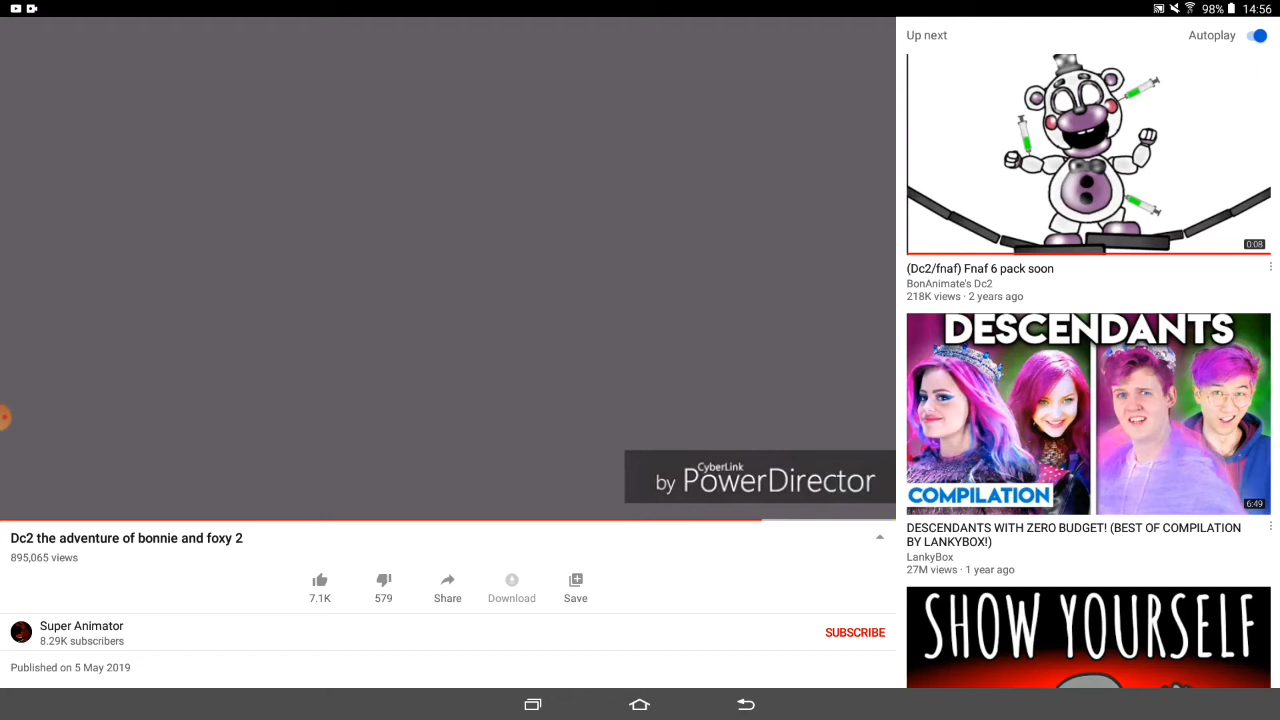 98% 14:56
by CyberLink PowerDirector
Dc2 the adventure of bonnie and foxy 2
895,065 views
7.1K 579 Share Download Save
Super Animator
8.29K subscribers
SUBSCRIBE
Published on 5 May 2019
Up next Autoplay
0:08
(Dc2/fnaf) Fnaf 6 pack soon
BonAnimate's Dc2
218K views · 2 years ago
DESCENDANTS
COMPILATION
6:49
DESCENDANTS WITH ZERO BUDGET! (BEST OF COMPILATION
BY LANKYBOX!)
LankyBox
27M views · 1 year ago
SHOW YOURSELF